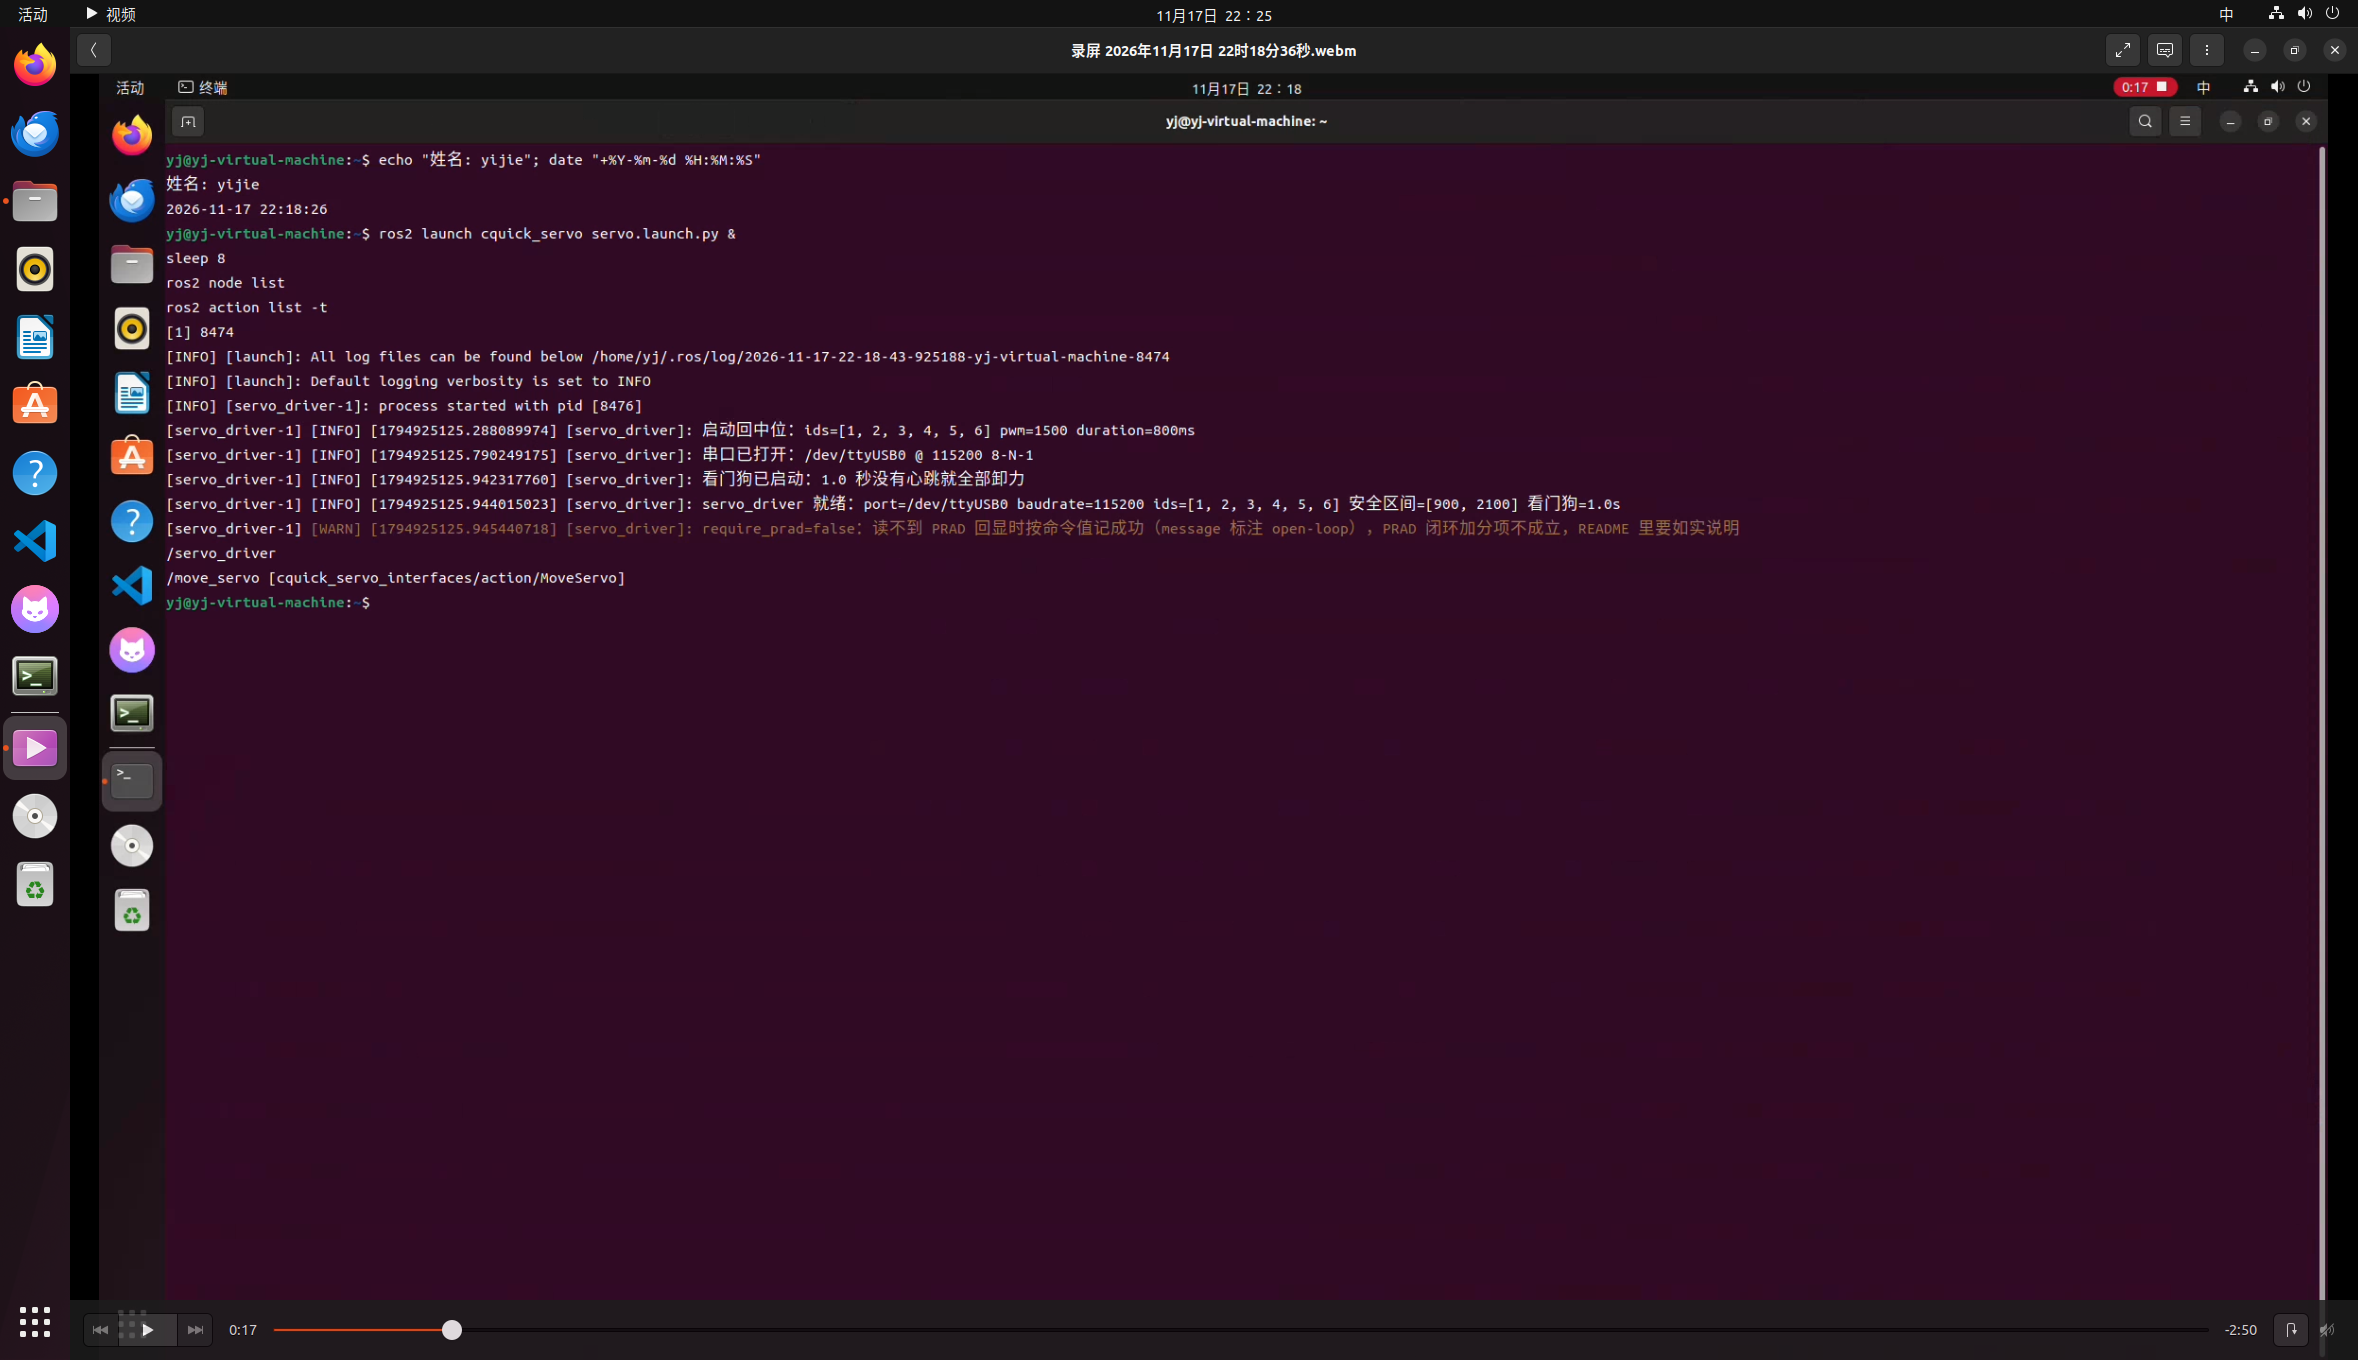 活动 视频 11月17日 22：25 中
录屏 2026年11月17日 22时18分36秒.webm
活动 终端 11月17日 22：18 0:17 中
yj@yj-virtual-machine: ~
yj@yj-virtual-machine:~$ echo "姓名: yijie"; date "+%Y-%m-%d %H:%M:%S"
姓名: yijie
2026-11-17 22:18:26
yj@yj-virtual-machine:~$ ros2 launch cquick_servo servo.launch.py &
sleep 8
ros2 node list
ros2 action list -t
[1] 8474
[INFO] [launch]: All log files can be found below /home/yj/.ros/log/2026-11-17-22-18-43-925188-yj-virtual-machine-8474
[INFO] [launch]: Default logging verbosity is set to INFO
[INFO] [servo_driver-1]: process started with pid [8476]
[servo_driver-1] [INFO] [1794925125.288089974] [servo_driver]: 启动回中位：ids=[1, 2, 3, 4, 5, 6] pwm=1500 duration=800ms
[servo_driver-1] [INFO] [1794925125.790249175] [servo_driver]: 串口已打开：/dev/ttyUSB0 @ 115200 8-N-1
[servo_driver-1] [INFO] [1794925125.942317760] [servo_driver]: 看门狗已启动：1.0 秒没有心跳就全部卸力
[servo_driver-1] [INFO] [1794925125.944015023] [servo_driver]: servo_driver 就绪：port=/dev/ttyUSB0 baudrate=115200 ids=[1, 2, 3, 4, 5, 6] 安全区间=[900, 2100] 看门狗=1.0s
[servo_driver-1] [WARN] [1794925125.945440718] [servo_driver]: require_prad=false：读不到 PRAD 回显时按命令值记成功（message 标注 open-loop），PRAD 闭环加分项不成立，README 里要如实说明
/servo_driver
/move_servo [cquick_servo_interfaces/action/MoveServo]
yj@yj-virtual-machine:~$
0:17 -2:50